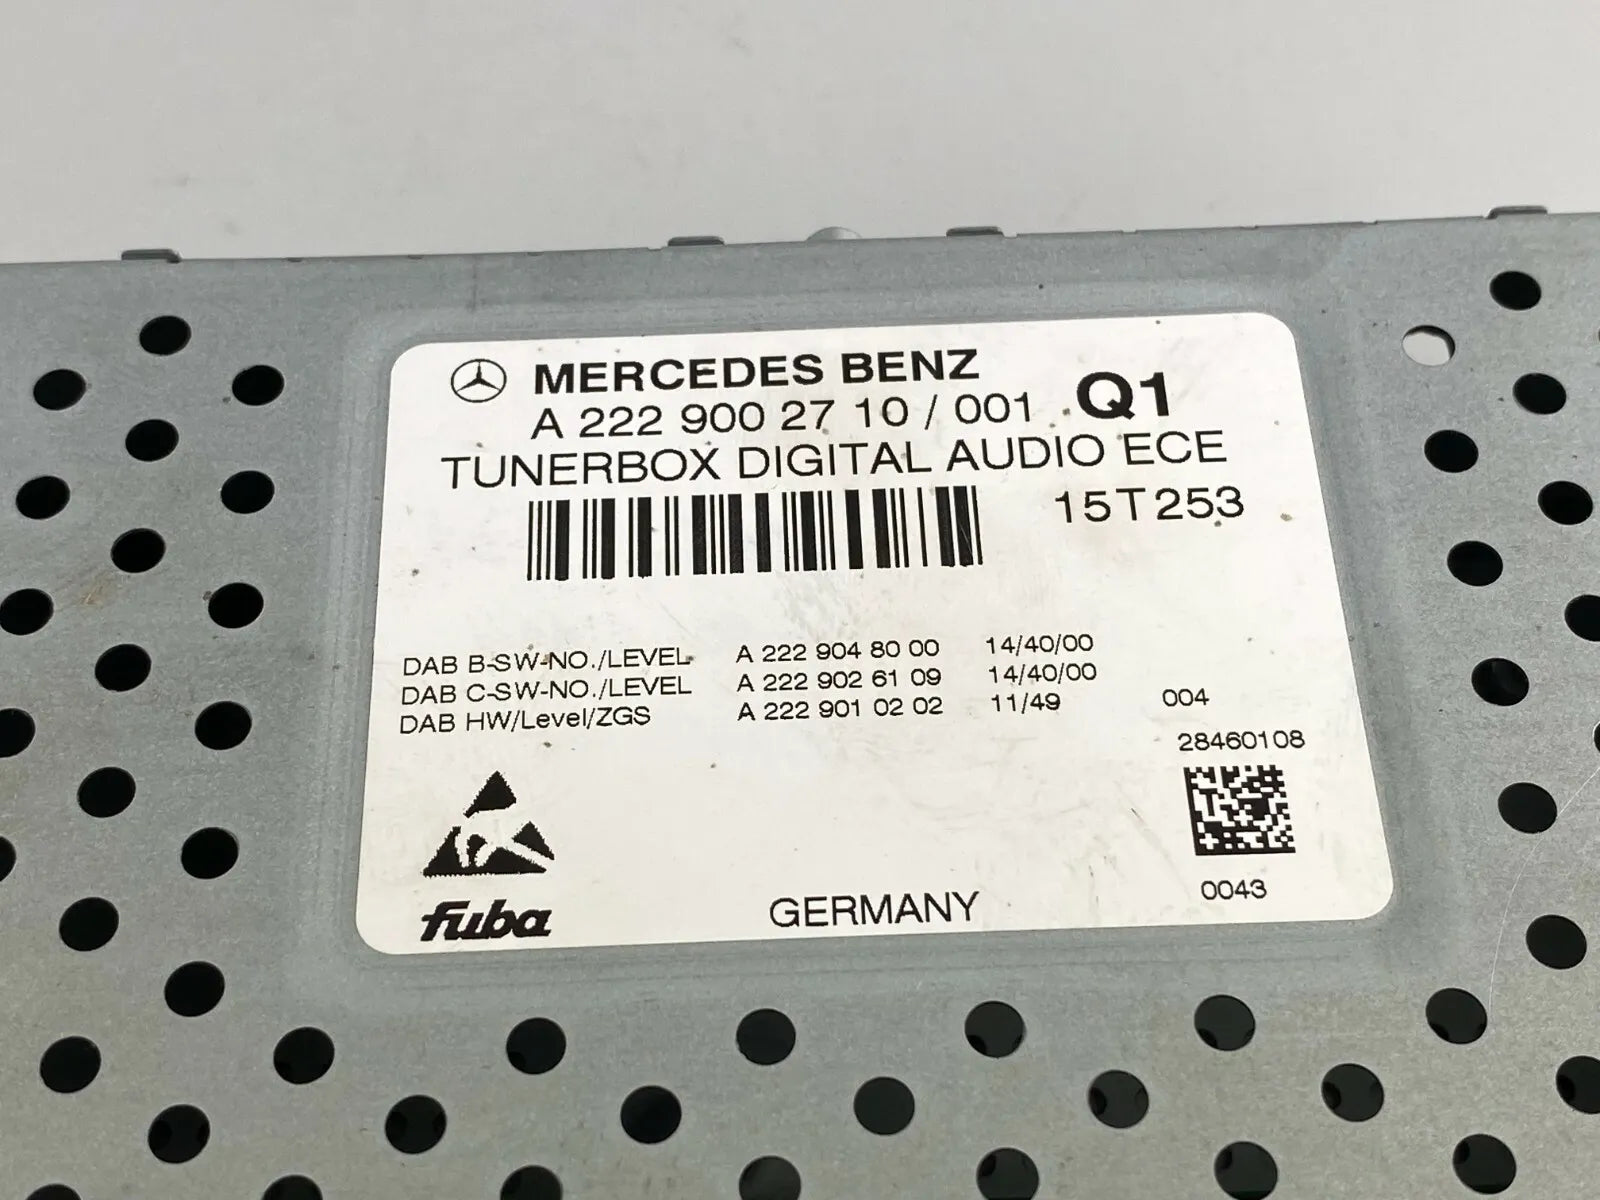 MERCEDES BENZ
A 222 900 27 10 / 001 Q1
TUNERBOX DIGITAL AUDIO ECE
15T253
DAB B-SW-NO./LEVEL A 222 904 80 00 14/40/00
DAB C-SW-NO./LEVEL A 222 902 61 09 14/40/00
DAB HW/Level/ZGS A 222 901 02 02 11/49 004
28460108
0043
fuba GERMANY